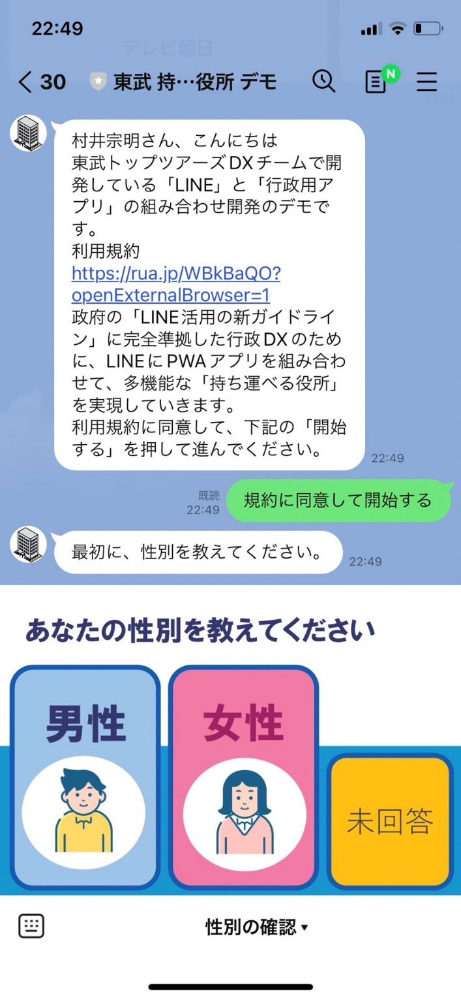 22:49
テレビ朝日
30
東武 持…役所 デモ
N
村井宗明さん、こんにちは
東武トップツアーズDXチームで開
発している「LINE」と「行政用ア
プリ」の組み合わせ開発のデモで
す。
利用規約
https://rua.jp/WBkBaQO?
openExternalBrowser=1
政府の「LINE活用の新ガイドライ
ン」に完全準拠した行政DXのため
に、LINEにPWAアプリを組み合わ
せて、多機能な「持ち運べる役所」
を実現していきます。
利用規約に同意して、下記の「開始
する」を押して進んでください。
22:49
既読
22:49
規約に同意して開始する
最初に、性別を教えてください。
22:49
あなたの性別を教えてください
男性
女性
未回答
性別の確認▼